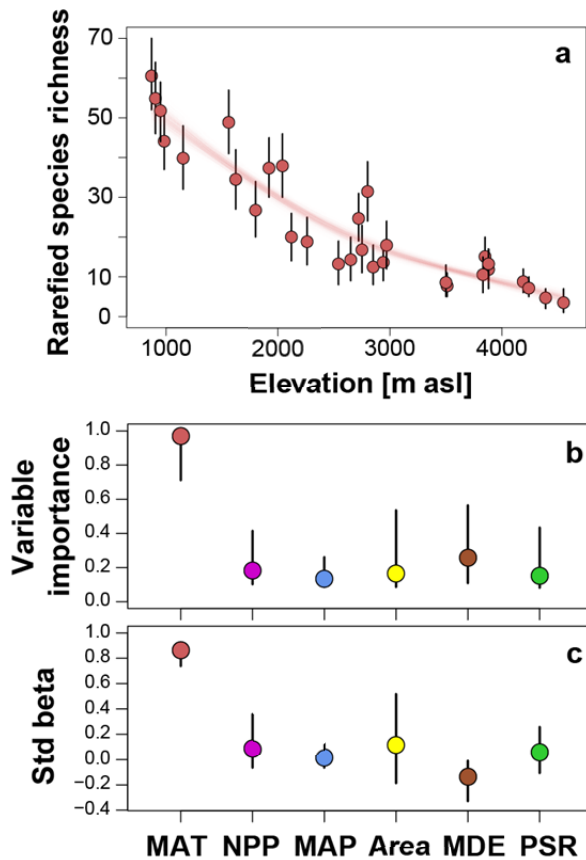 a
Rarefied species richness
70
50
30
10
0
1000 2000 3000 4000
Elevation [m asl]
b
Variable
importance
1.0
0.8
0.6
0.4
0.2
0.0
c
Std beta
1.0
0.8
0.6
0.4
0.2
0.0
−0.2
−0.4
MAT NPP MAP Area MDE PSR